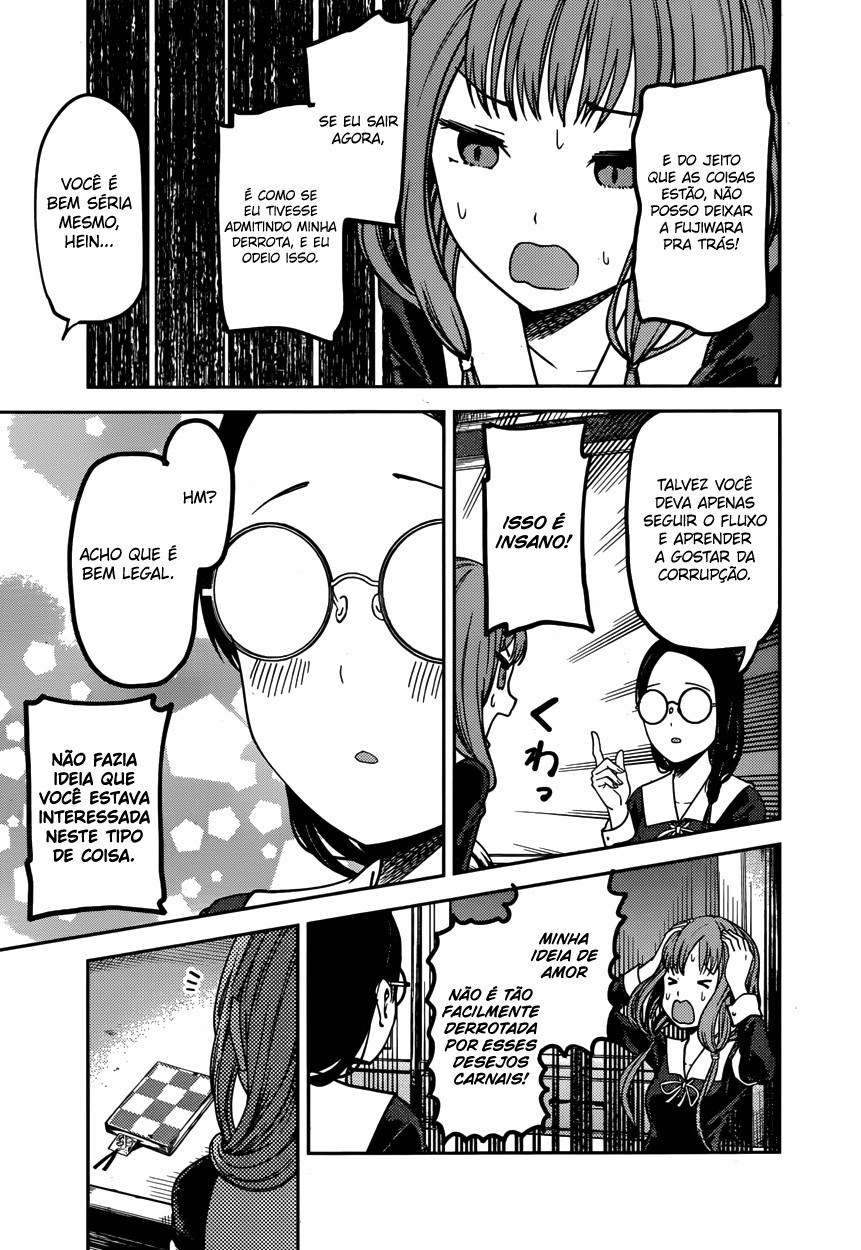 E DO JEITO
QUE AS COISAS
ESTÃO, NÃO
POSSO DEIXAR
A FUJIWARA
PRA TRÁS!
SE EU SAIR
AGORA,
É COMO SE
EU TIVESSE
ADMITINDO MINHA
DERROTA, E EU
ODEIO ISSO.
VOCÊ É
BEM SÉRIA
MESMO,
HEIN...
TALVEZ VOCÊ
DEVA APENAS
SEGUIR O FLUXO
E APRENDER
A GOSTAR DA
CORRUPÇÃO.
ISSO É
INSANO!
くわっ
HM?
ACHO QUE É
BEM LEGAL.
NÃO FAZIA
IDEIA QUE
VOCÊ ESTAVA
INTERESSADA
NESTE TIPO
DE COISA.
MINHA
IDEIA DE
AMOR
NÃO É TÃO
FACILMENTE
DERROTADA
POR ESSES
DESEJOS
CARNAIS!